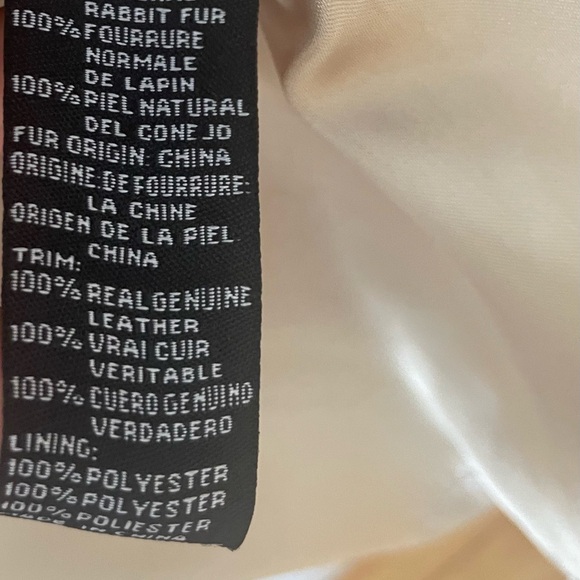 RABBIT FUR
100% FOURRURE
NORMALE
DE LAPIN
100% PIEL NATURAL
DEL CONEJO
FUR ORIGIN: CHINA
ORIGINE DE FOURRURE:
LA CHINE
ORIGEN DE LA PIEL
CHINA
TRIM:
100% REAL GENUINE
LEATHER
100% VRAI CUIR
VERITABLE
100% CUERO GENUINO
VERDADERO
LINING:
100% POLYESTER
100% POLYESTER
100% POLIESTER
IN CHINA